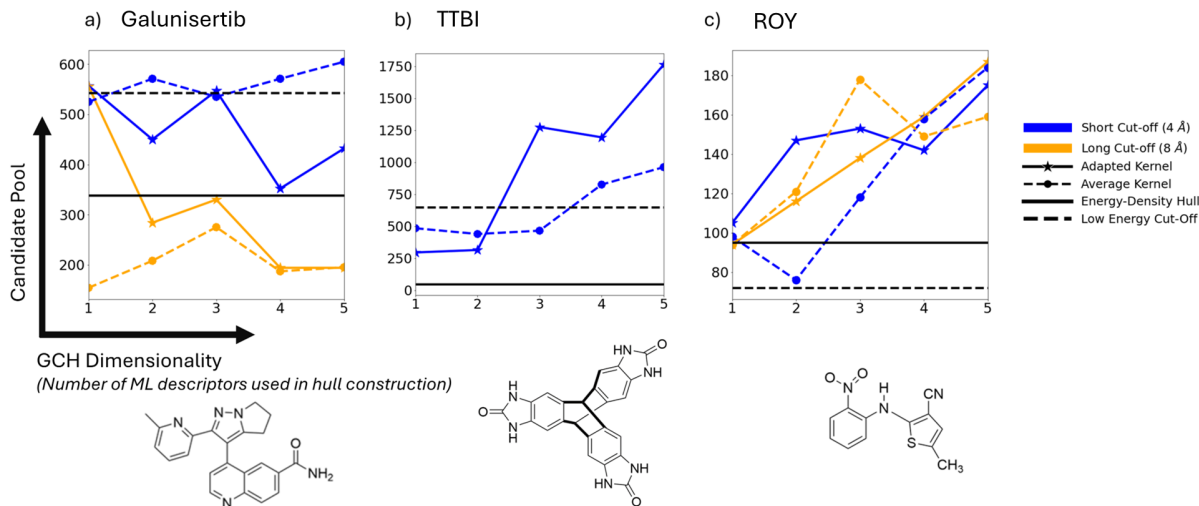 a) Galunisertib
b) TTBI
c) ROY
Candidate Pool
600
500
400
300
200
1 2 3 4 5
1750
1500
1250
1000
750
500
250
0
1 2 3 4 5
180
160
140
120
100
80
1 2 3 4 5
Short Cut-off (4 Å)
Long Cut-off (8 Å)
Adapted Kernel
Average Kernel
Energy-Density Hull
Low Energy Cut-Off
GCH Dimensionality
(Number of ML descriptors used in hull construction)
N
N
N
O
NH2
N
O
HN
NH
H
N
O
N
H
NH
HN
O
O
N
O
H
N
CN
S
CH3